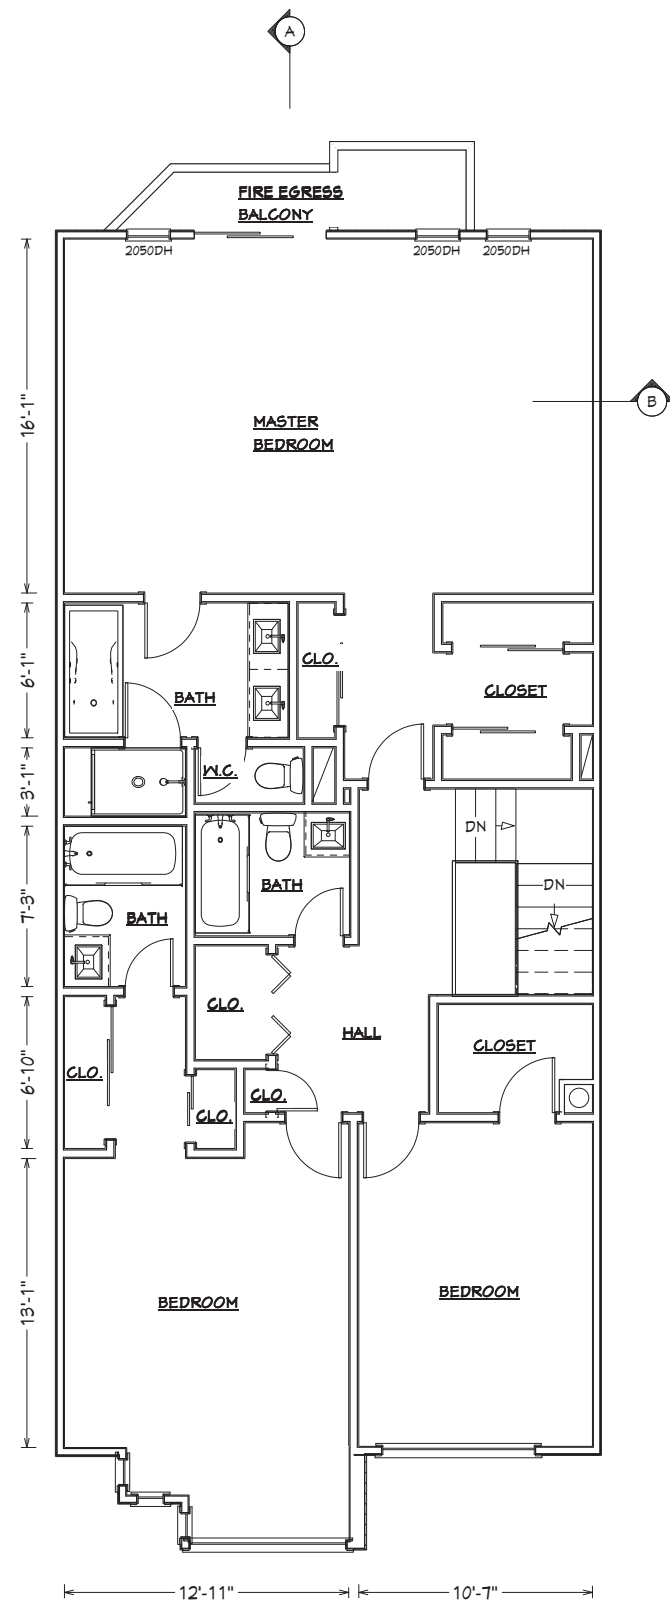 A
FIRE EGRESS
BALCONY
2050DH
2050DH
2050DH
B
16'-1"
MASTER
BEDROOM
6'-1"
CLO.
BATH
CLOSET
3'-1"
W.C.
DN
7'-3"
BATH
DN
BATH
CLO.
HALL
6'-10"
CLOSET
CLO.
CLO.
CLO.
13'-1"
BEDROOM
BEDROOM
12'-11"
10'-7"